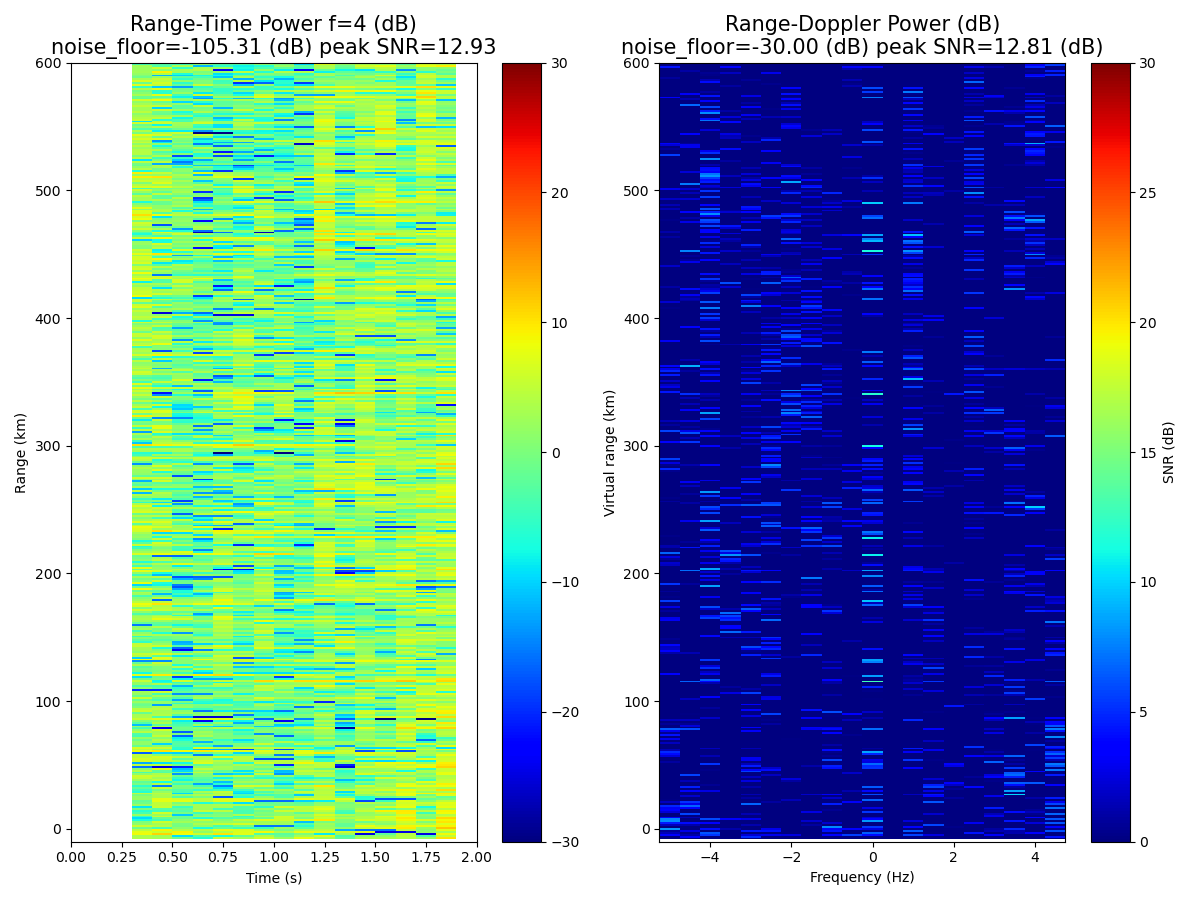 Range-Time Power f=4 (dB)
noise_floor=-105.31 (dB) peak SNR=12.93
600
500
400
300
200
100
0
Range (km)
0.00 0.25 0.50 0.75 1.00 1.25 1.50 1.75 2.00
Time (s)
30
20
10
0
−10
−20
−30
Range-Doppler Power (dB)
noise_floor=-30.00 (dB) peak SNR=12.81 (dB)
600
500
400
300
200
100
0
Virtual range (km)
−4 −2 0 2 4
Frequency (Hz)
30
25
20
15
10
5
0
SNR (dB)